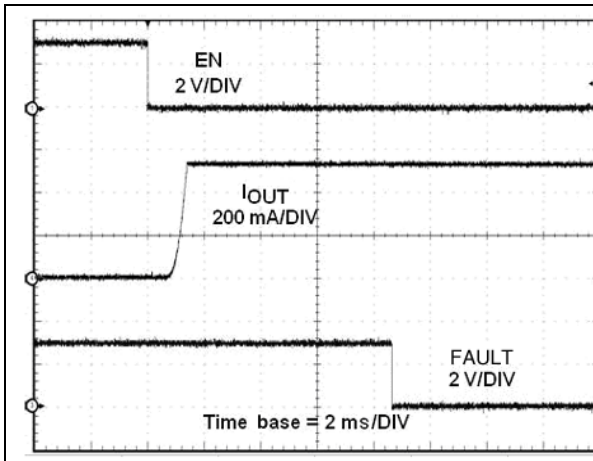 EN
2 V/DIV
IOUT
200 mA/DIV
FAULT
2 V/DIV
Time base = 2 ms/DIV